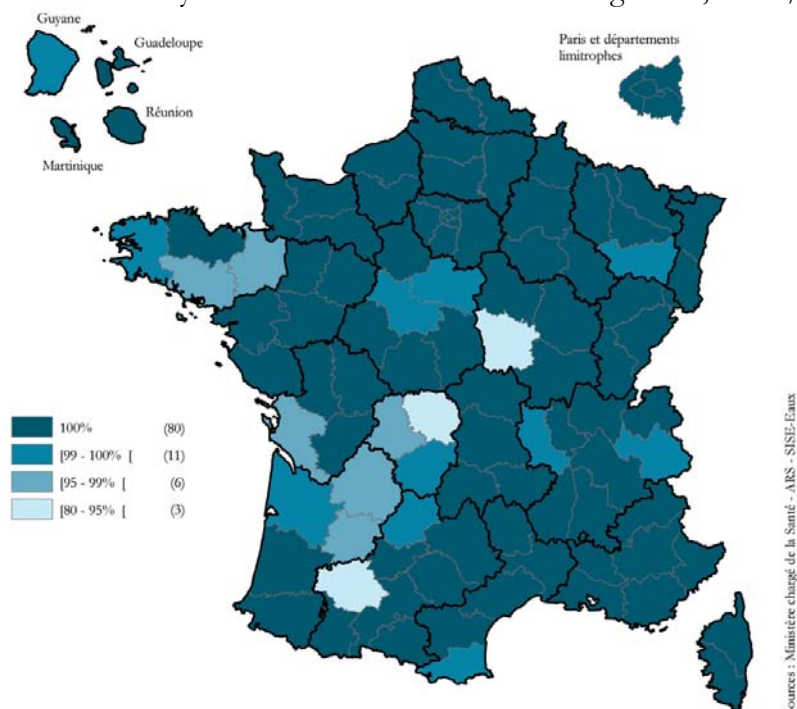 Guyane
Guadeloupe
Réunion
Martinique
Paris et départements
limitrophes
100% (80)
[99 - 100% [ (11)
[95 - 99% [ (6)
[80 - 95% [ (3)
ources : Ministère chargé de la Santé - ARS - SISE-Eaux